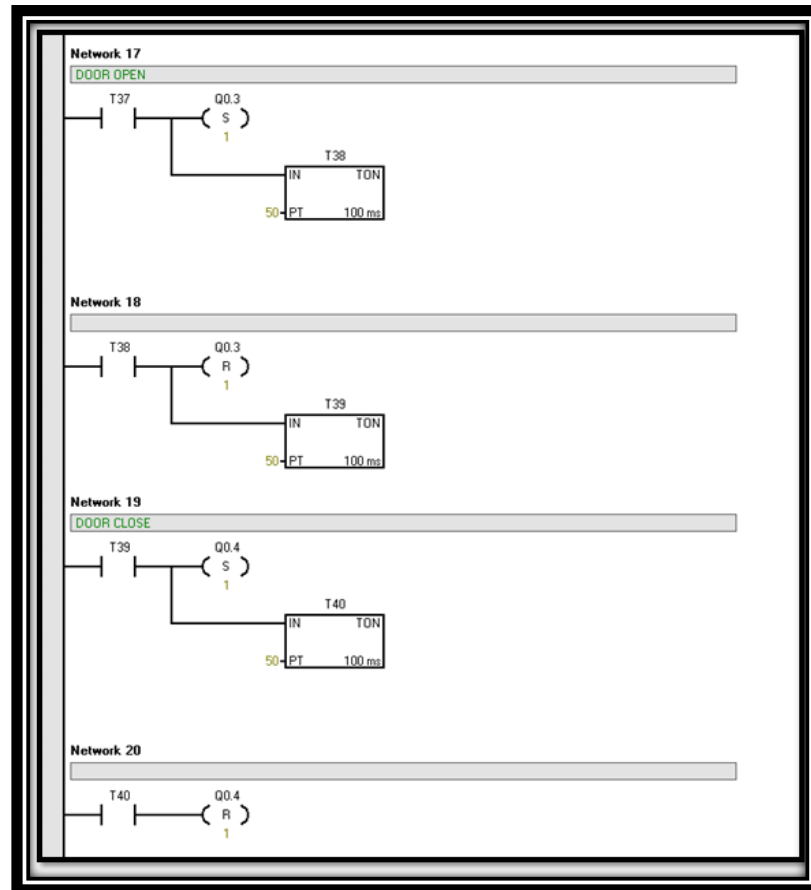 Network 17
DOOR OPEN
T37 Q0.3
S
1
T38
IN TON
50 PT 100 ms
Network 18
T38 Q0.3
R
1
T39
IN TON
50 PT 100 ms
Network 19
DOOR CLOSE
T39 Q0.4
S
1
T40
IN TON
50 PT 100 ms
Network 20
T40 Q0.4
R
1